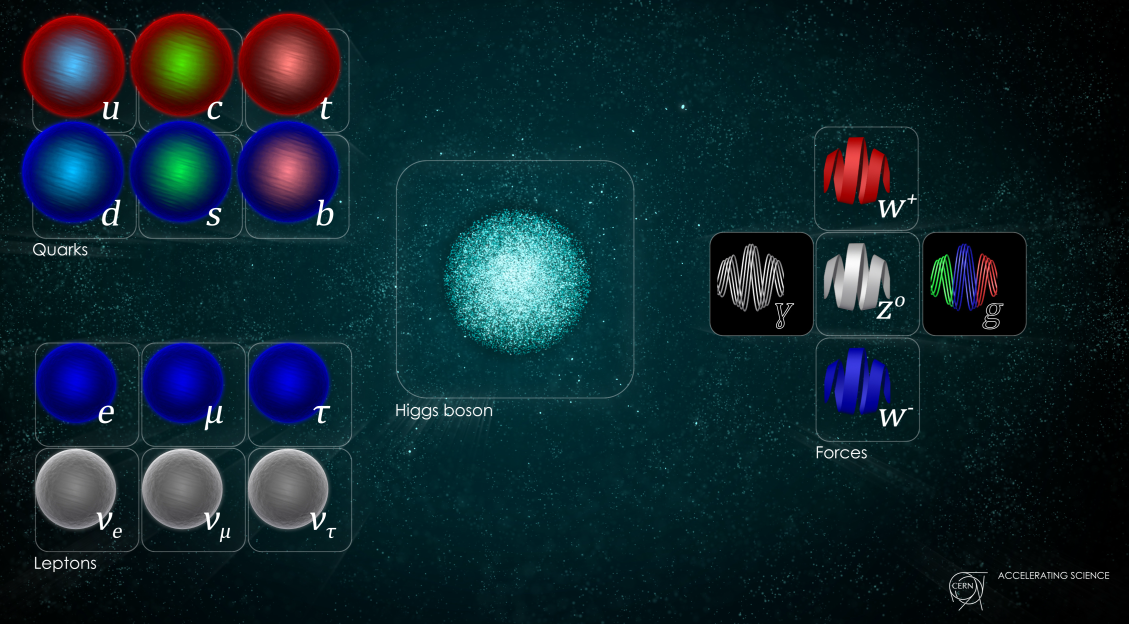 u c t
d s b
Quarks
e μ τ
νe νμ ντ
Leptons
Higgs boson
W+
γ Z0 g
W-
Forces
CERN
ACCELERATING SCIENCE